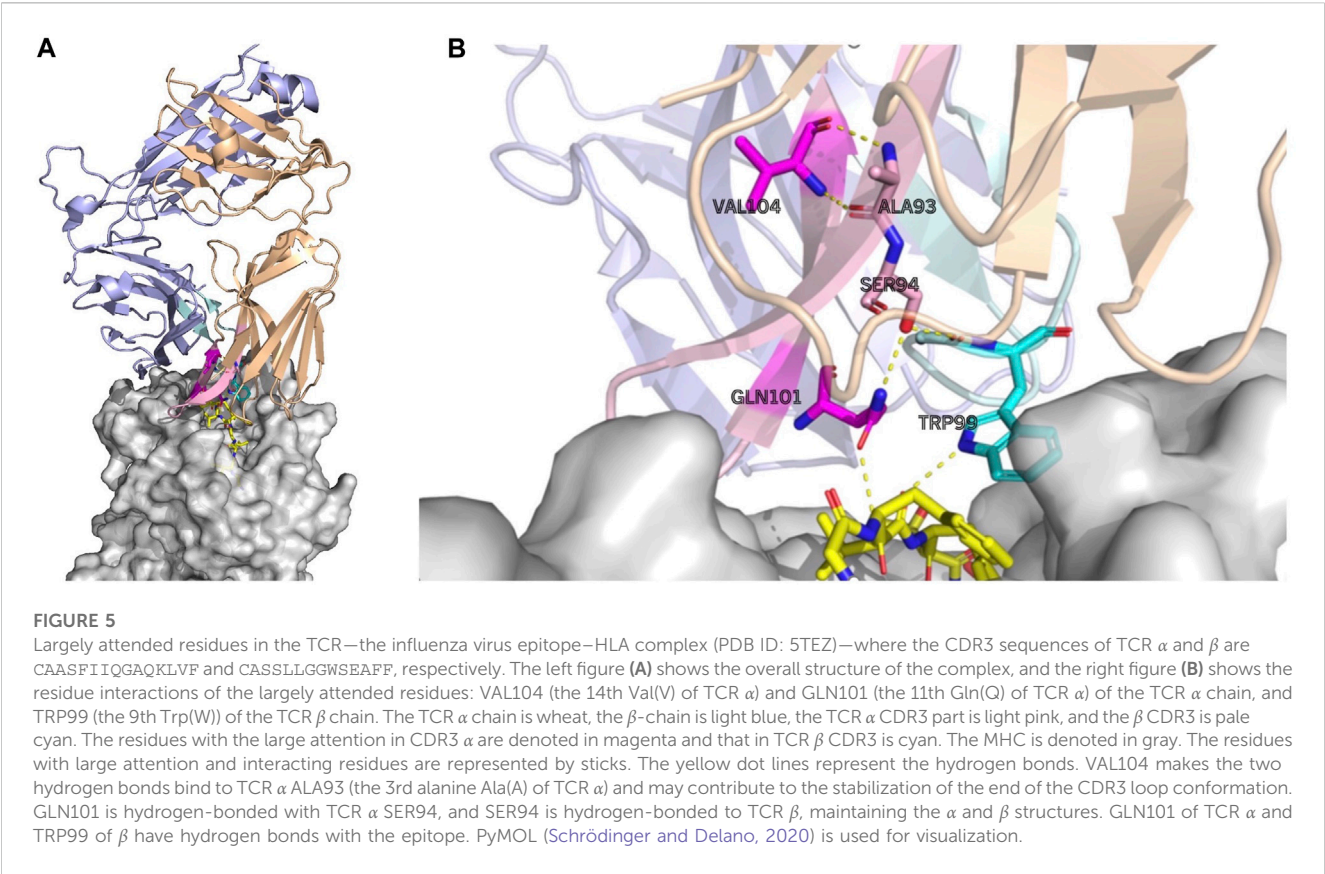 A
B
VAL104
ALA93
SER94
GLN101
TRP99
FIGURE 5
Largely attended residues in the TCR—the influenza virus epitope–HLA complex (PDB ID: 5TEZ)—where the CDR3 sequences of TCR α and β are
CAASFIIQGAQKLVF and CASSLLGGWSEAFF, respectively. The left figure (A) shows the overall structure of the complex, and the right figure (B) shows the
residue interactions of the largely attended residues: VAL104 (the 14th Val(V) of TCR α) and GLN101 (the 11th Gln(Q) of TCR α) of the TCR α chain, and
TRP99 (the 9th Trp(W)) of the TCR β chain. The TCR α chain is wheat, the β-chain is light blue, the TCR α CDR3 part is light pink, and the β CDR3 is pale
cyan. The residues with the large attention in CDR3 α are denoted in magenta and that in TCR β CDR3 is cyan. The MHC is denoted in gray. The residues
with large attention and interacting residues are represented by sticks. The yellow dot lines represent the hydrogen bonds. VAL104 makes the two
hydrogen bonds bind to TCR α ALA93 (the 3rd alanine Ala(A) of TCR α) and may contribute to the stabilization of the end of the CDR3 loop conformation.
GLN101 is hydrogen-bonded with TCR α SER94, and SER94 is hydrogen-bonded to TCR β, maintaining the α and β structures. GLN101 of TCR α and
TRP99 of β have hydrogen bonds with the epitope. PyMOL (Schrödinger and Delano, 2020) is used for visualization.